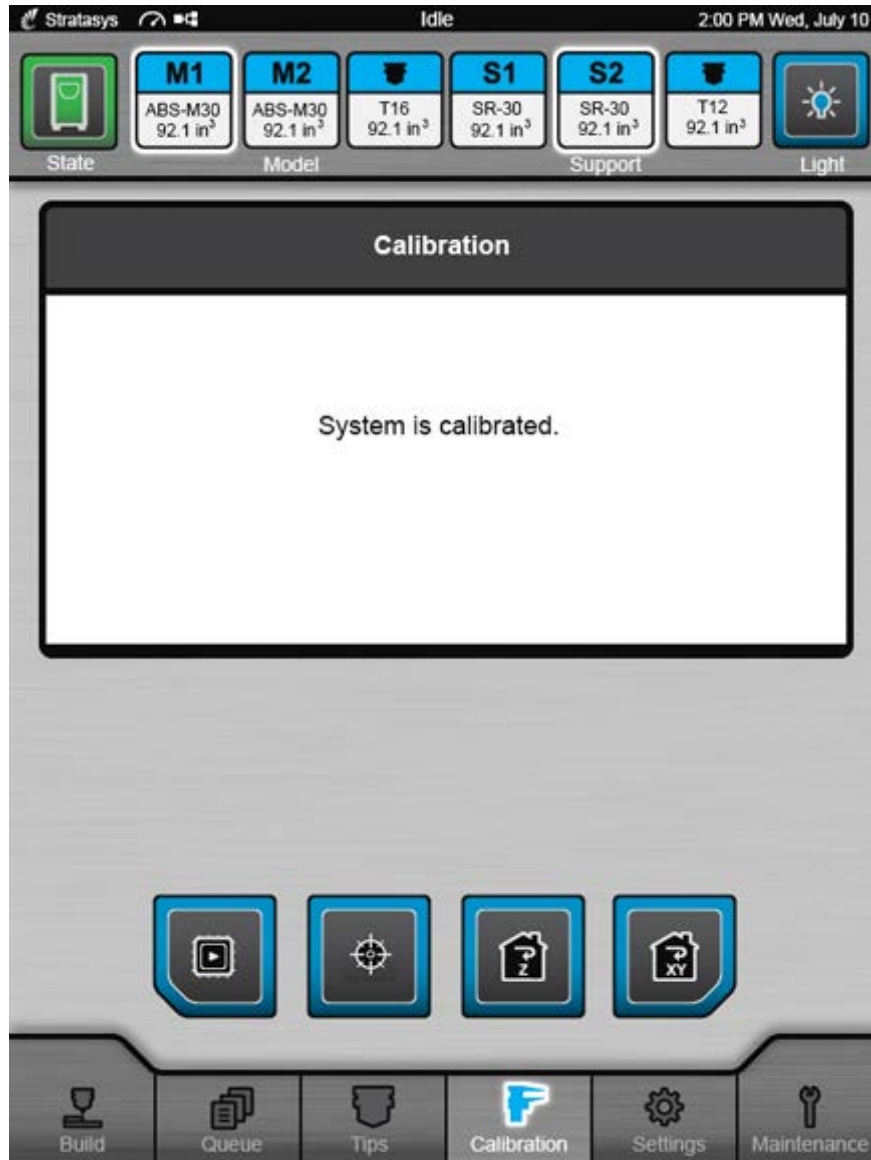 Stratasys Idle 2:00 PM Wed, July 10
M1 M2 S1 S2
ABS-M30 ABS-M30 T16 SR-30 SR-30 T12
92.1 in³ 92.1 in³ 92.1 in³ 92.1 in³ 92.1 in³ 92.1 in³
State Model Support Light
Calibration
System is calibrated.
Z XY
Build Queue Tips Calibration Settings Maintenance